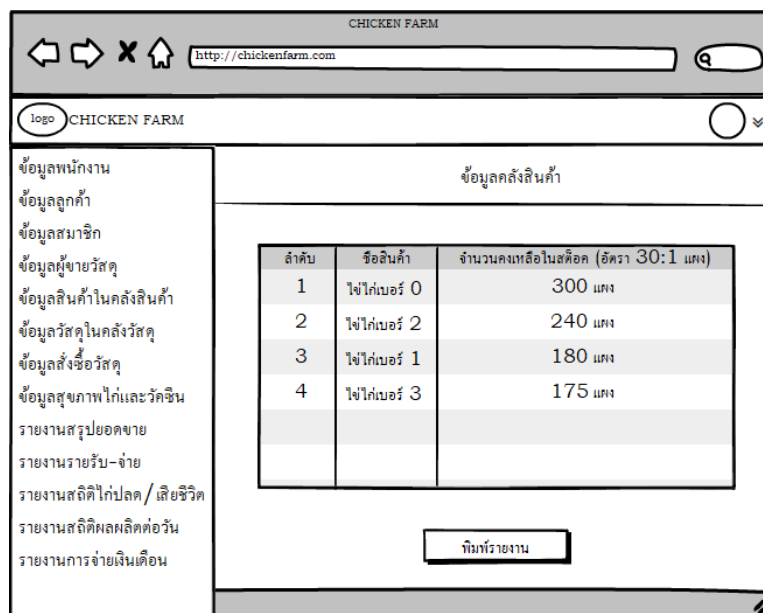 CHICKEN FARM
http://chickenfarm.com
logo CHICKEN FARM
ข้อมูลพนักงาน
ข้อมูลลูกค้า
ข้อมูลสมาชิก
ข้อมูลผู้ขายวัสดุ
ข้อมูลสินค้าในคลังสินค้า
ข้อมูลวัสดุในคลังวัสดุ
ข้อมูลสั่งซื้อวัสดุ
ข้อมูลสุขภาพไก่และวัคซีน
รายงานสรุปยอดขาย
รายงานรายรับ-จ่าย
รายงานสถิติไก่ปลด/เสียชีวิต
รายงานสถิติผลผลิตต่อวัน
รายงานการจ่ายเงินเดือน
ข้อมูลคลังสินค้า
ลำดับ ชื่อสินค้า จำนวนคงเหลือในสต็อค (อัตรา 30:1 แผง)
1 ไข่ไก่เบอร์ 0 300 แผง
2 ไข่ไก่เบอร์ 2 240 แผง
3 ไข่ไก่เบอร์ 1 180 แผง
4 ไข่ไก่เบอร์ 3 175 แผง
พิมพ์รายงาน